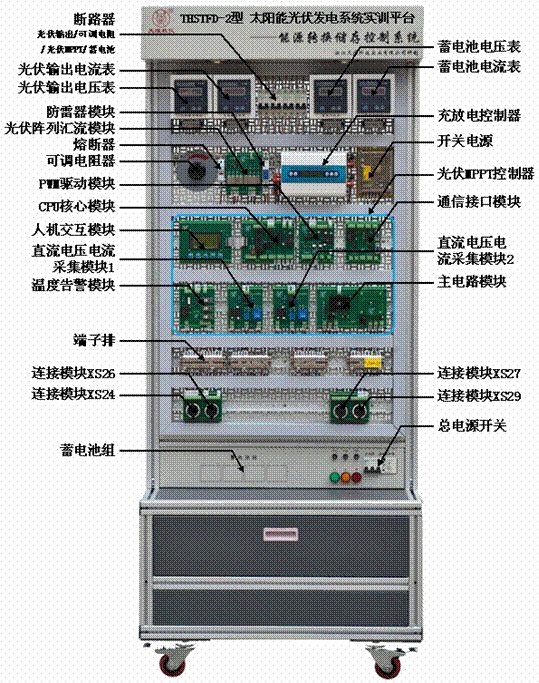 THSTFD-2型 太阳能光伏发电系统实训平台
——能源转换储存控制系统
断路器
光伏输出/可调电阻
/光伏MPPT/蓄电池
光伏输出电流表
光伏输出电压表
防雷器模块
光伏阵列汇流模块
熔断器
可调电阻器
PWM驱动模块
CPU核心模块
人机交互模块
直流电压电流
采集模块1
温度告警模块
端子排
连接模块XS26
连接模块XS24
蓄电池组
蓄电池电压表
蓄电池电流表
充放电控制器
开关电源
光伏MPPT控制器
通信接口模块
直流电压电
流采集模块2
主电路模块
连接模块XS27
连接模块XS29
总电源开关